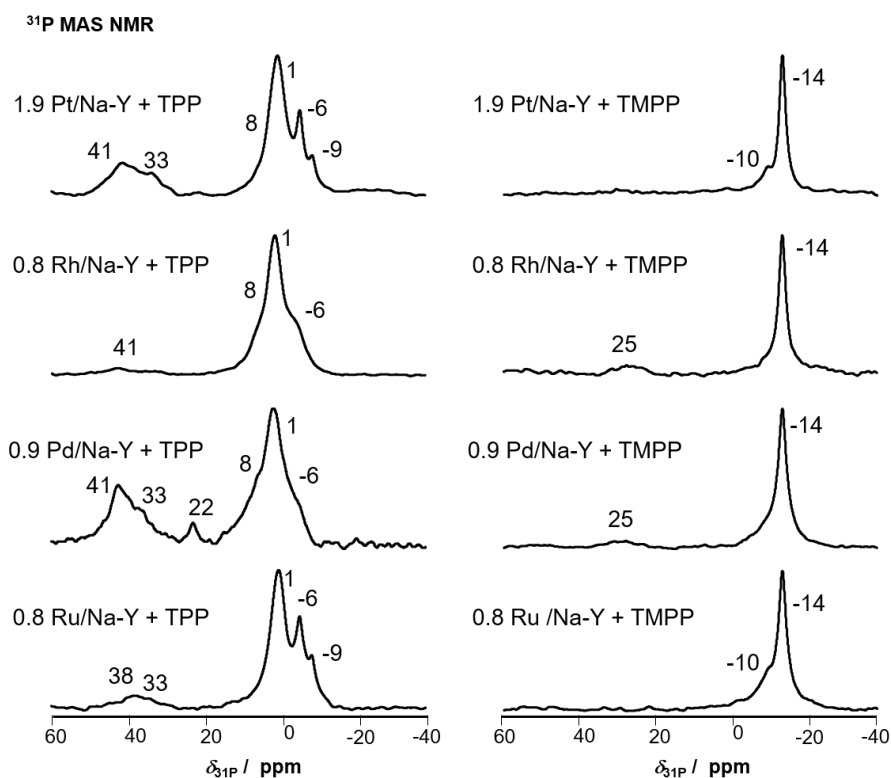 ³¹P MAS NMR
1.9 Pt/Na-Y + TPP
41
33
8
1
-6
-9
1.9 Pt/Na-Y + TMPP
-10
-14
0.8 Rh/Na-Y + TPP
41
8
1
-6
0.8 Rh/Na-Y + TMPP
25
-14
0.9 Pd/Na-Y + TPP
41
33
22
8
1
-6
0.9 Pd/Na-Y + TMPP
25
-14
0.8 Ru/Na-Y + TPP
38
33
1
-6
-9
0.8 Ru /Na-Y + TMPP
-10
-14
60 40 20 0 -20 -40
δ31P / ppm
60 40 20 0 -20 -40
δ31P / ppm